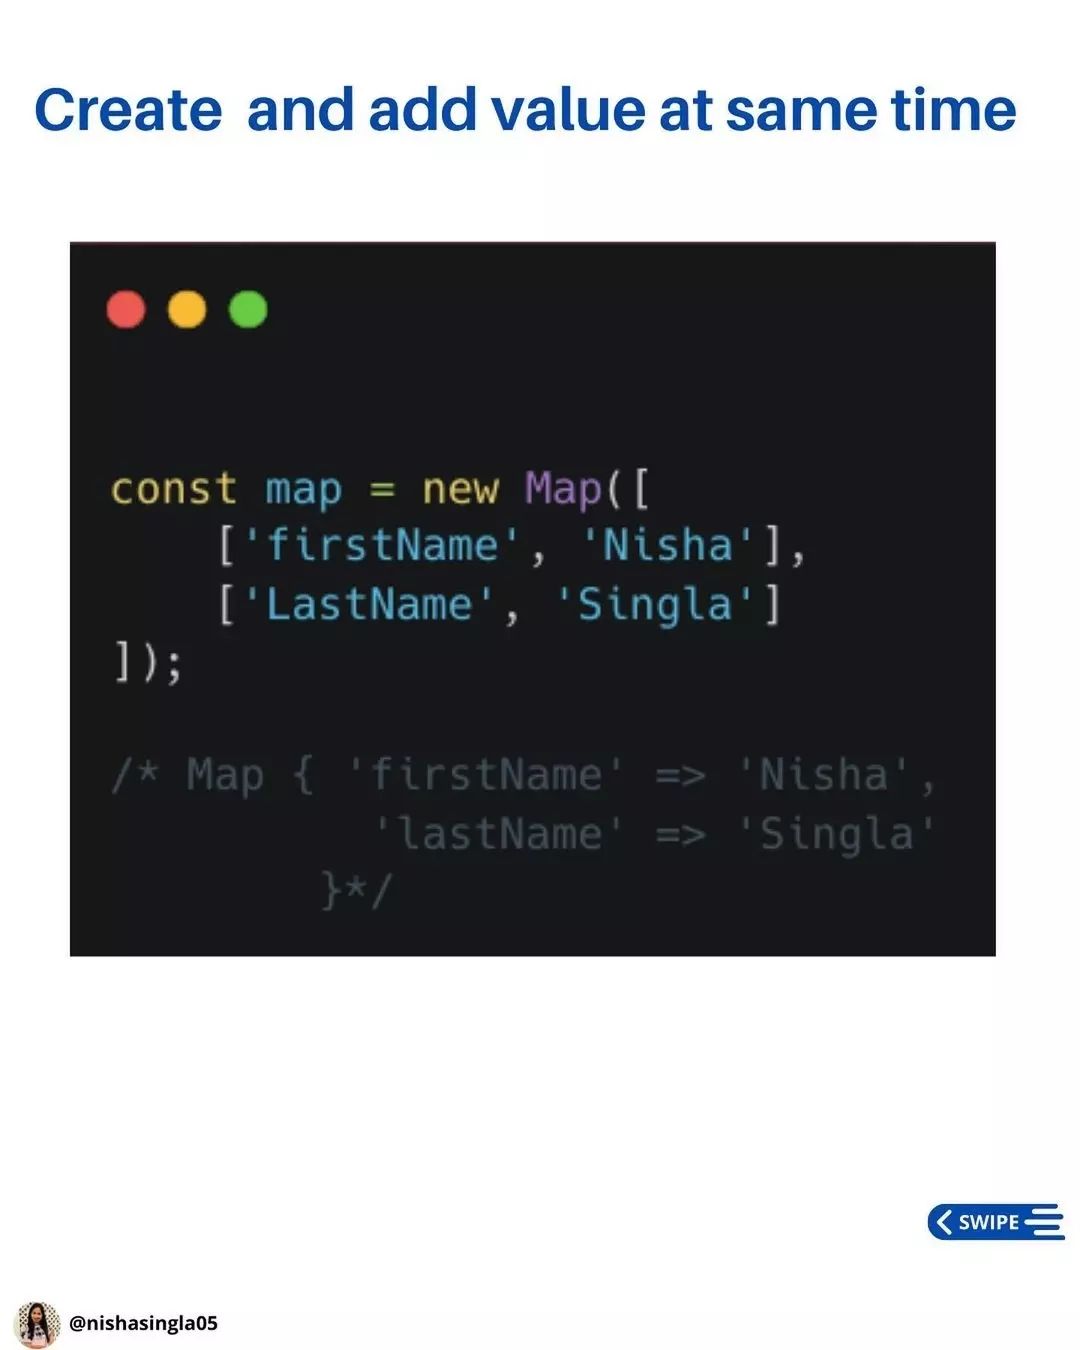 Create and add value at same time
const map = new Map([
['firstName', 'Nisha'],
['LastName', 'Singla']
]);
/* Map { 'firstName' => 'Nisha',
'lastName' => 'Singla'
}*/
SWIPE
@nishasingla05